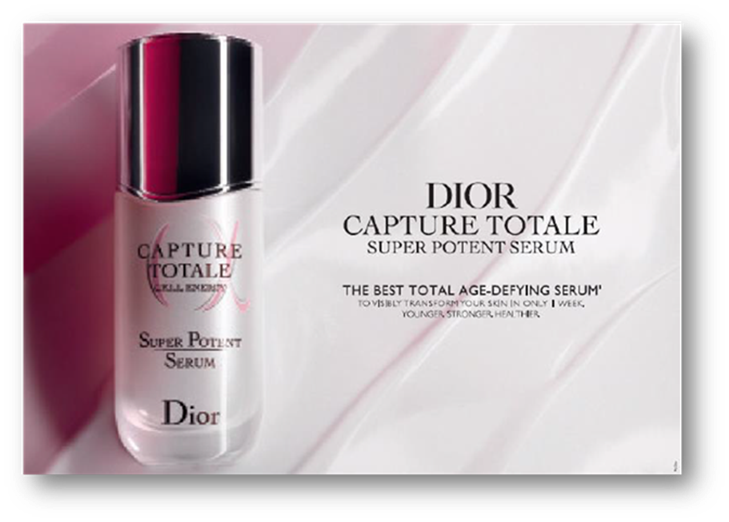 CAPTURE
TOTALE
CELL ENERGY
SUPER POTENT
SERUM
Dior
DIOR
CAPTURE TOTALE
SUPER POTENT SERUM
THE BEST TOTAL AGE-DEFYING SERUM¹
TO VISIBLY TRANSFORM YOUR SKIN IN ONLY 1 WEEK.
YOUNGER, STRONGER, HEALTHIER.